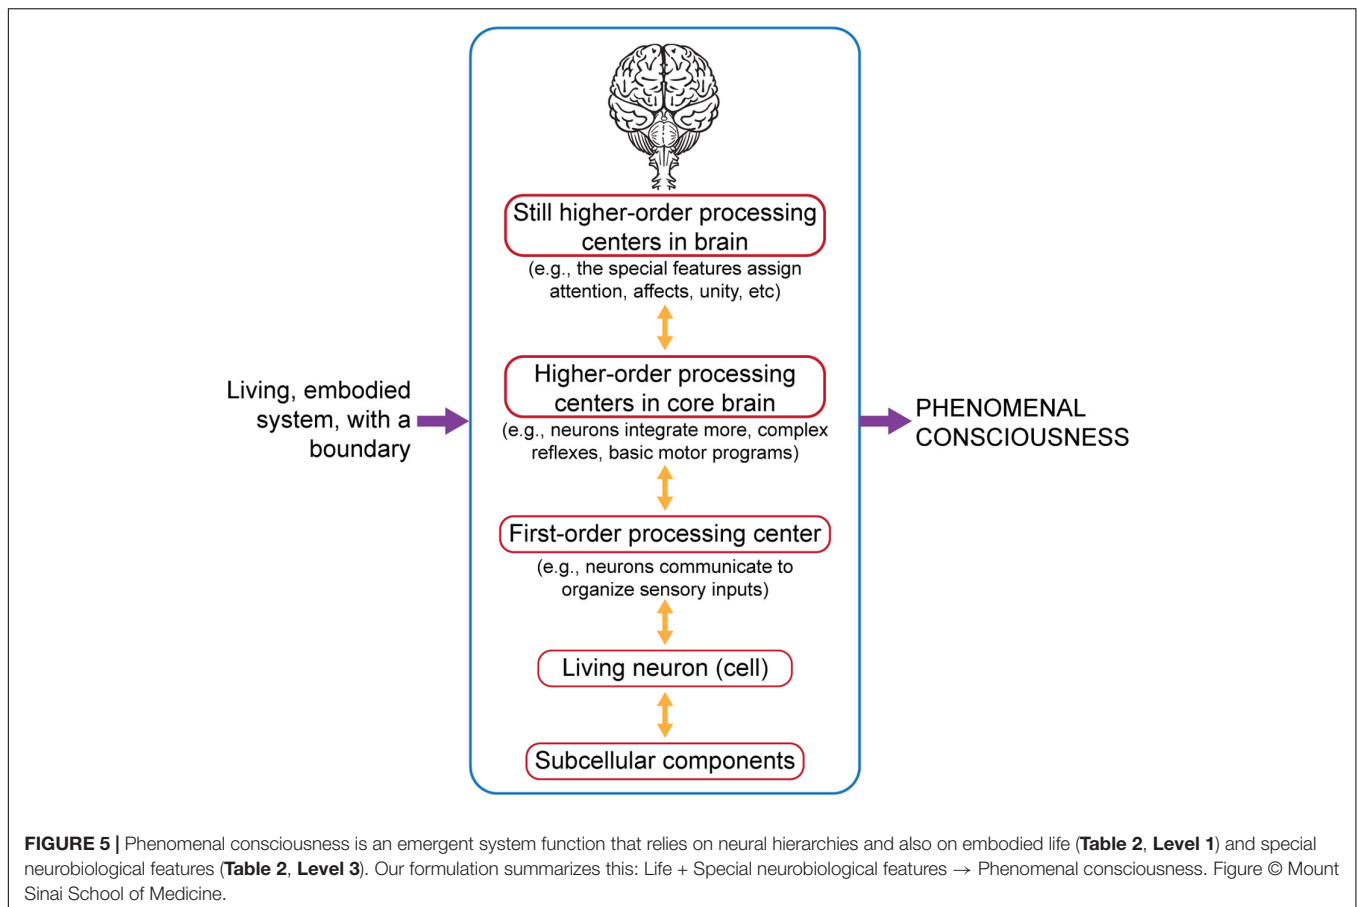 Still higher-order processing
centers in brain
(e.g., the special features assign
attention, affects, unity, etc)
Higher-order processing
centers in core brain
(e.g., neurons integrate more, complex
reflexes, basic motor programs)
Living, embodied
system, with a
boundary
PHENOMENAL
CONSCIOUSNESS
First-order processing center
(e.g., neurons communicate to
organize sensory inputs)
Living neuron (cell)
Subcellular components
FIGURE 5 | Phenomenal consciousness is an emergent system function that relies on neural hierarchies and also on embodied life (Table 2, Level 1) and special
neurobiological features (Table 2, Level 3). Our formulation summarizes this: Life + Special neurobiological features → Phenomenal consciousness. Figure © Mount
Sinai School of Medicine.